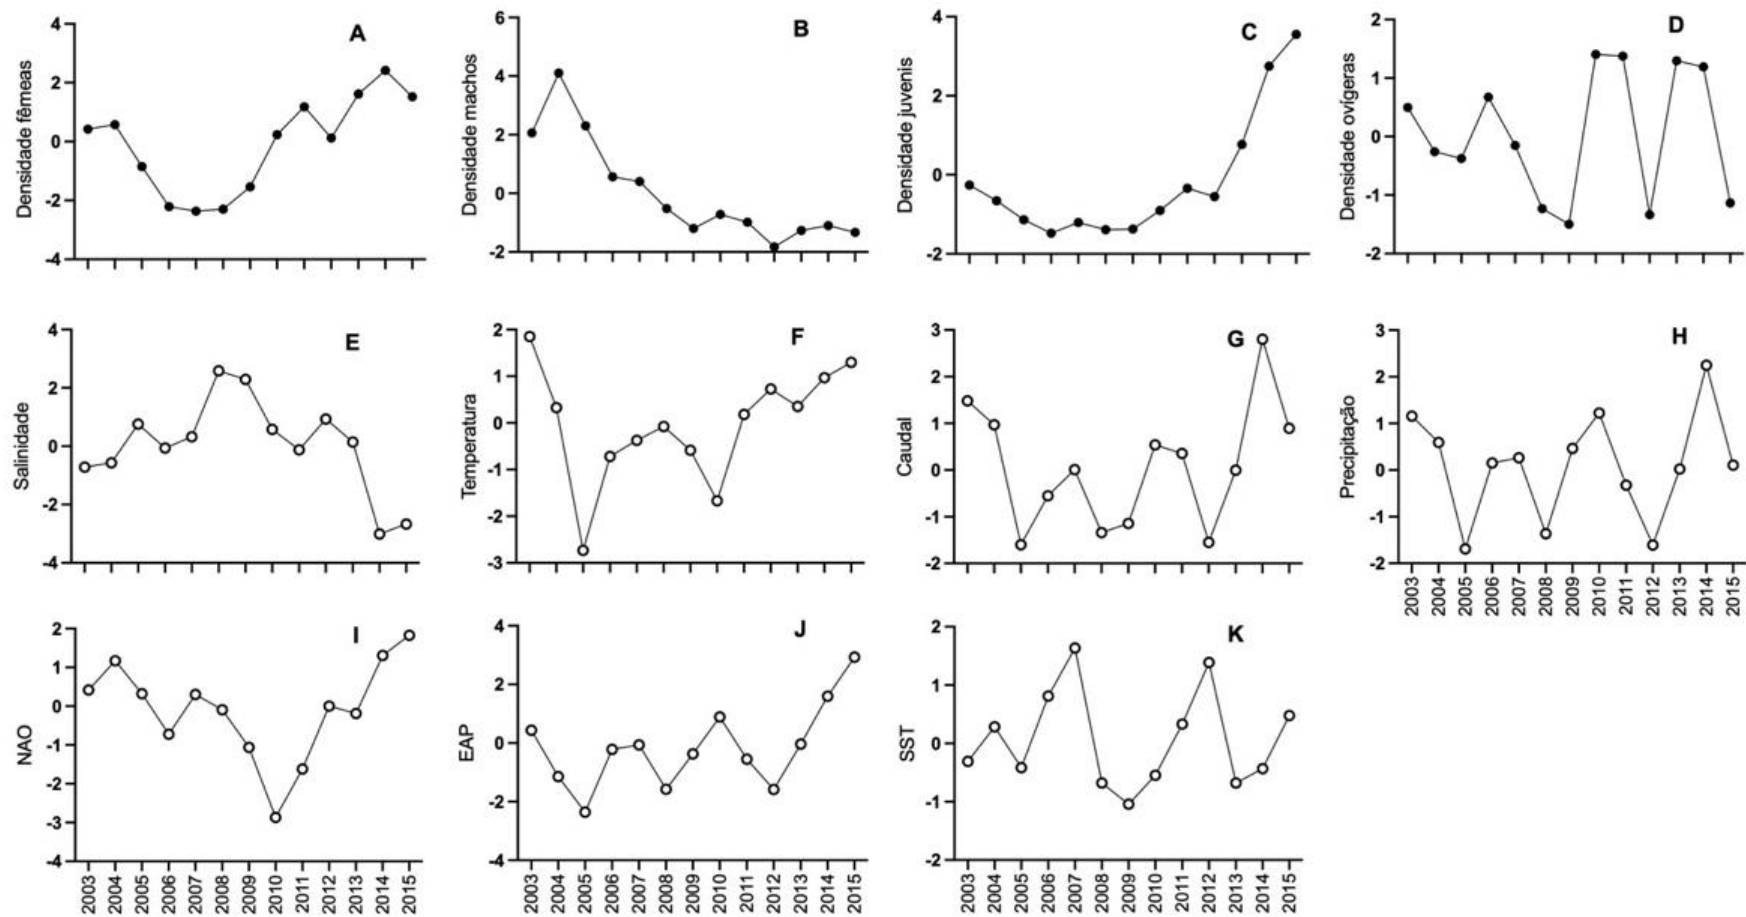 A
Densidade fêmeas
4
2
0
-2
-4
B
Densidade machos
6
4
2
0
-2
C
Densidade juvenis
4
2
0
-2
D
Densidade ovígeras
2
1
0
-1
-2
E
Salinidade
4
2
0
-2
-4
F
Temperatura
2
1
0
-1
-2
-3
G
Caudal
3
2
1
0
-1
-2
H
Precipitação
3
2
1
0
-1
-2
2003 2004 2005 2006 2007 2008 2009 2010 2011 2012 2013 2014 2015
I
NAO
2
1
0
-1
-2
-3
-4
2003 2004 2005 2006 2007 2008 2009 2010 2011 2012 2013 2014 2015
J
EAP
4
2
0
-2
-4
2003 2004 2005 2006 2007 2008 2009 2010 2011 2012 2013 2014 2015
K
SST
2
1
0
-1
-2
2003 2004 2005 2006 2007 2008 2009 2010 2011 2012 2013 2014 2015